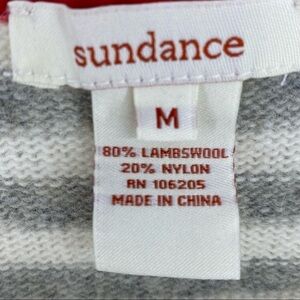 sundance
M
80% LAMBSWOOL
20% NYLON
RN 106205
MADE IN CHINA